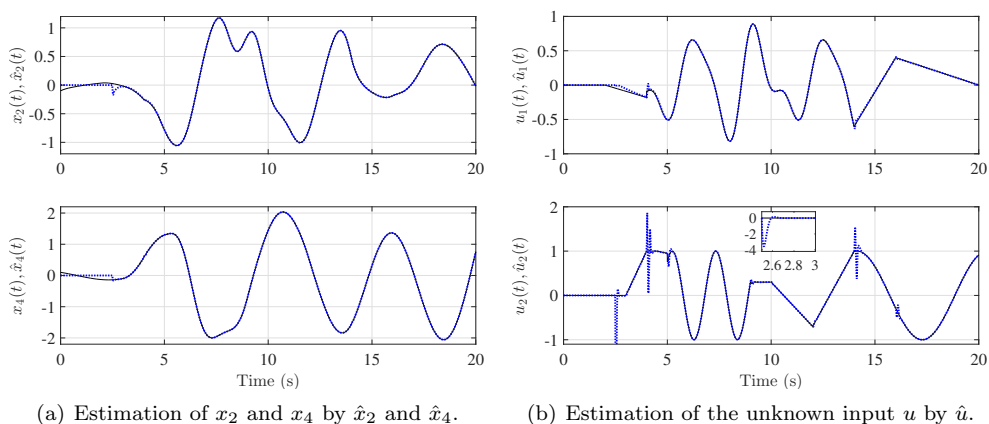 1
0.5
0
-0.5
-1
x₂(t), x̂₂(t)
0 5 10 15 20
2
1
0
-1
-2
x₄(t), x̂₄(t)
0 5 10 15 20
Time (s)
(a) Estimation of x₂ and x₄ by x̂₂ and x̂₄.
1
0.5
0
-0.5
-1
u₁(t), û₁(t)
0 5 10 15 20
2
1
0
-1
u₂(t), û₂(t)
0
-2
-4
2.6 2.8 3
0 5 10 15 20
Time (s)
(b) Estimation of the unknown input u by û.